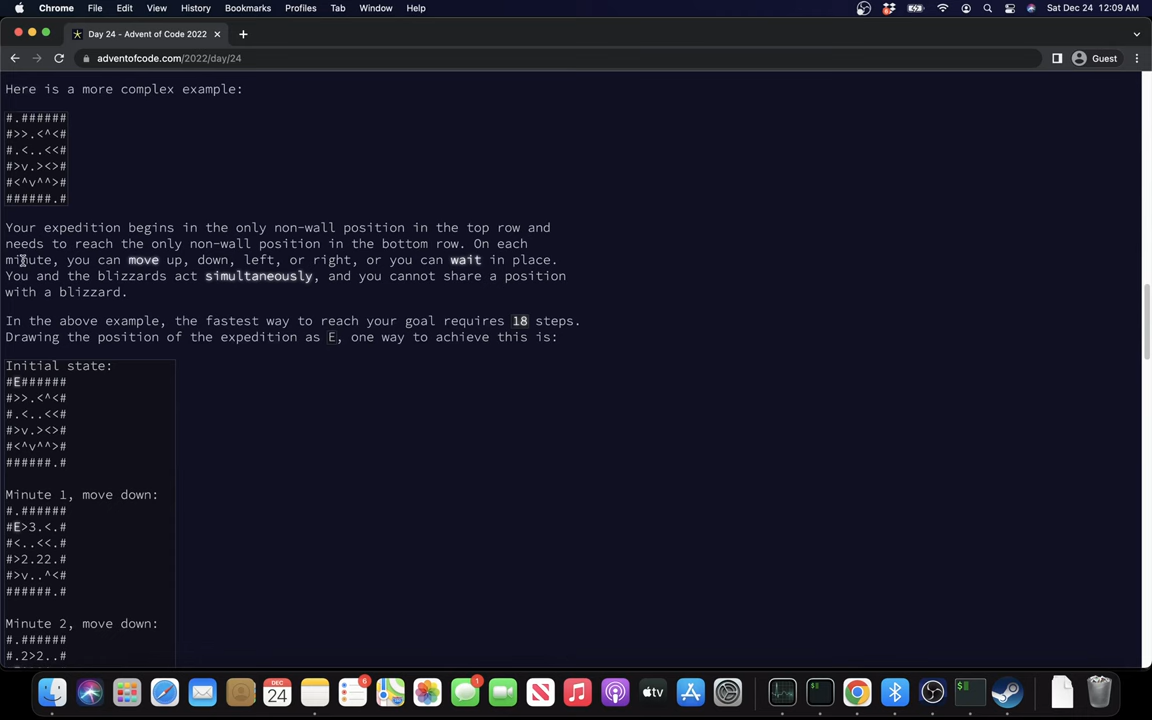 Chrome File Edit View History Bookmarks Profiles Tab Window Help
6
1
Sat Dec 24 12:09 AM
Day 24 - Advent of Code 2022
adventofcode.com/2022/day/24
Guest
Here is a more complex example:
#.######
#>>.<^<#
#.<..<<#
#>v.><>#
#<^v^^>#
######.#
Your expedition begins in the only non-wall position in the top row and
needs to reach the only non-wall position in the bottom row. On each
minute, you can move up, down, left, or right, or you can wait in place.
You and the blizzards act simultaneously, and you cannot share a position
with a blizzard.
In the above example, the fastest way to reach your goal requires 18 steps.
Drawing the position of the expedition as E, one way to achieve this is:
Initial state:
#E######
#>>.<^<#
#.<..<<#
#>v.><>#
#<^v^^>#
######.#
Minute 1, move down:
#.######
#E>3.<.#
#<..<<.#
#>2.22.#
#>v..^<#
######.#
Minute 2, move down:
#.######
#.2>2..#